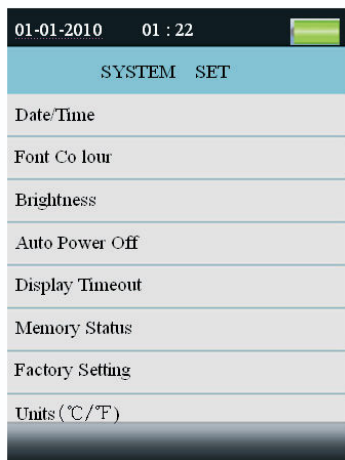 01-01-2010 01 : 22
SYSTEM SET
Date/Time
Font Co lour
Brightness
Auto Power Off
Display Timeout
Memory Status
Factory Setting
Units(℃/℉)